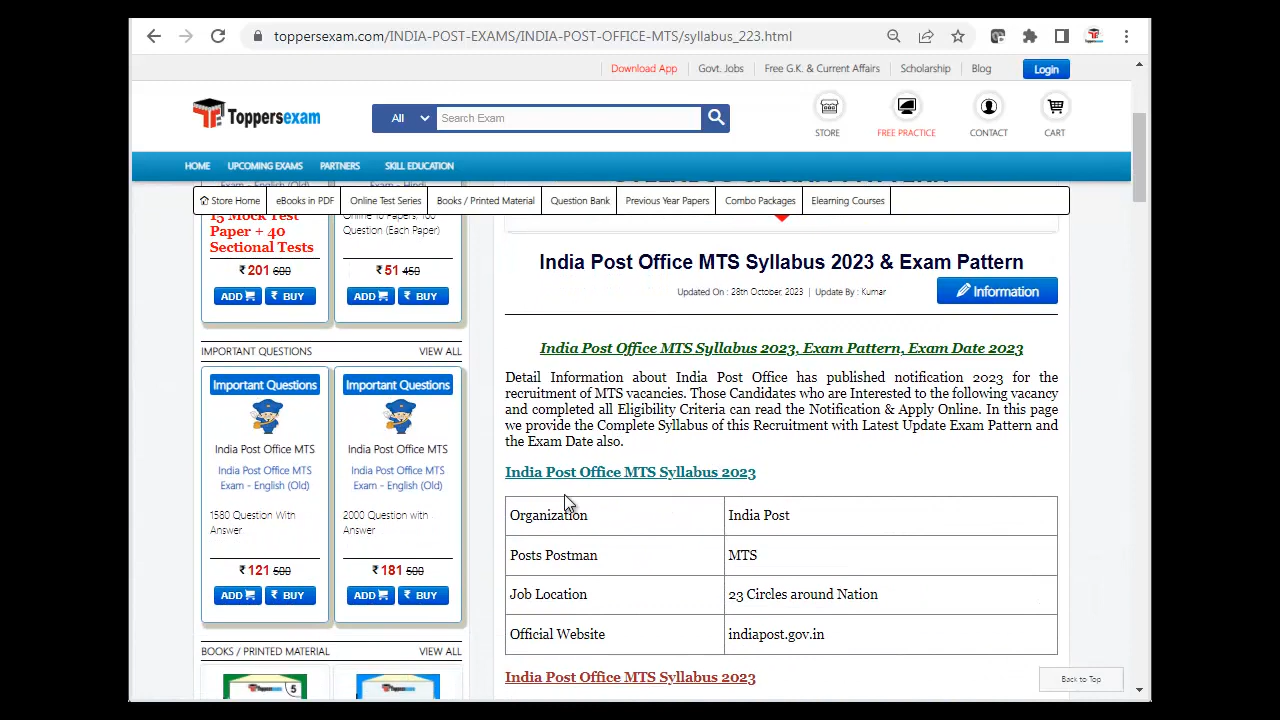 toppersexam.com/INDIA-POST-EXAMS/INDIA-POST-OFFICE-MTS/syllabus_223.html
Download App
Govt. Jobs
Free G.K. & Current Affairs
Scholarship
Blog
Login
Toppersexam
All
Search Exam
STORE
FREE PRACTICE
CONTACT
CART
HOME
UPCOMING EXAMS
PARTNERS
SKILL EDUCATION
Store Home
eBooks in PDF
Online Test Series
Books / Printed Material
Question Bank
Previous Year Papers
Combo Packages
Elearning Courses
15 Mock Test
Paper + 40
Sectional Tests
₹ 201 600
ADD
₹ BUY
Question (Each Paper)
₹ 51 450
ADD
₹ BUY
IMPORTANT QUESTIONS
VIEW ALL
Important Questions
India Post Office MTS
India Post Office MTS
Exam - English (Old)
1580 Question With
Answer
₹ 121 500
ADD
₹ BUY
Important Questions
India Post Office MTS
India Post Office MTS
Exam - English (Old)
2000 Question with
Answer
₹ 181 500
ADD
₹ BUY
BOOKS / PRINTED MATERIAL
VIEW ALL
Toppersexam 5
Toppersexam
India Post Office MTS Syllabus 2023 & Exam Pattern
Updated On : 28th October, 2023 | Update By : Kumar
Information
India Post Office MTS Syllabus 2023, Exam Pattern, Exam Date 2023
Detail Information about India Post Office has published notification 2023 for the
recruitment of MTS vacancies. Those Candidates who are Interested to the following vacancy
and completed all Eligibility Criteria can read the Notification & Apply Online. In this page
we provide the Complete Syllabus of this Recruitment with Latest Update Exam Pattern and
the Exam Date also.
India Post Office MTS Syllabus 2023
Organization
India Post
Posts Postman
MTS
Job Location
23 Circles around Nation
Official Website
indiapost.gov.in
India Post Office MTS Syllabus 2023
Back to Top